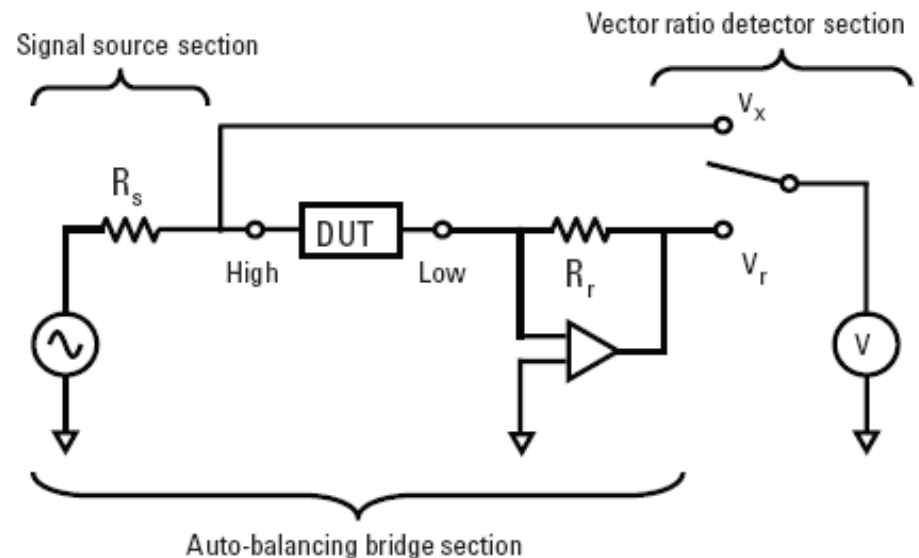 Signal source section
Vector ratio detector section
Vx
Rs
DUT
High
Low
Rr
Vr
V
Auto-balancing bridge section